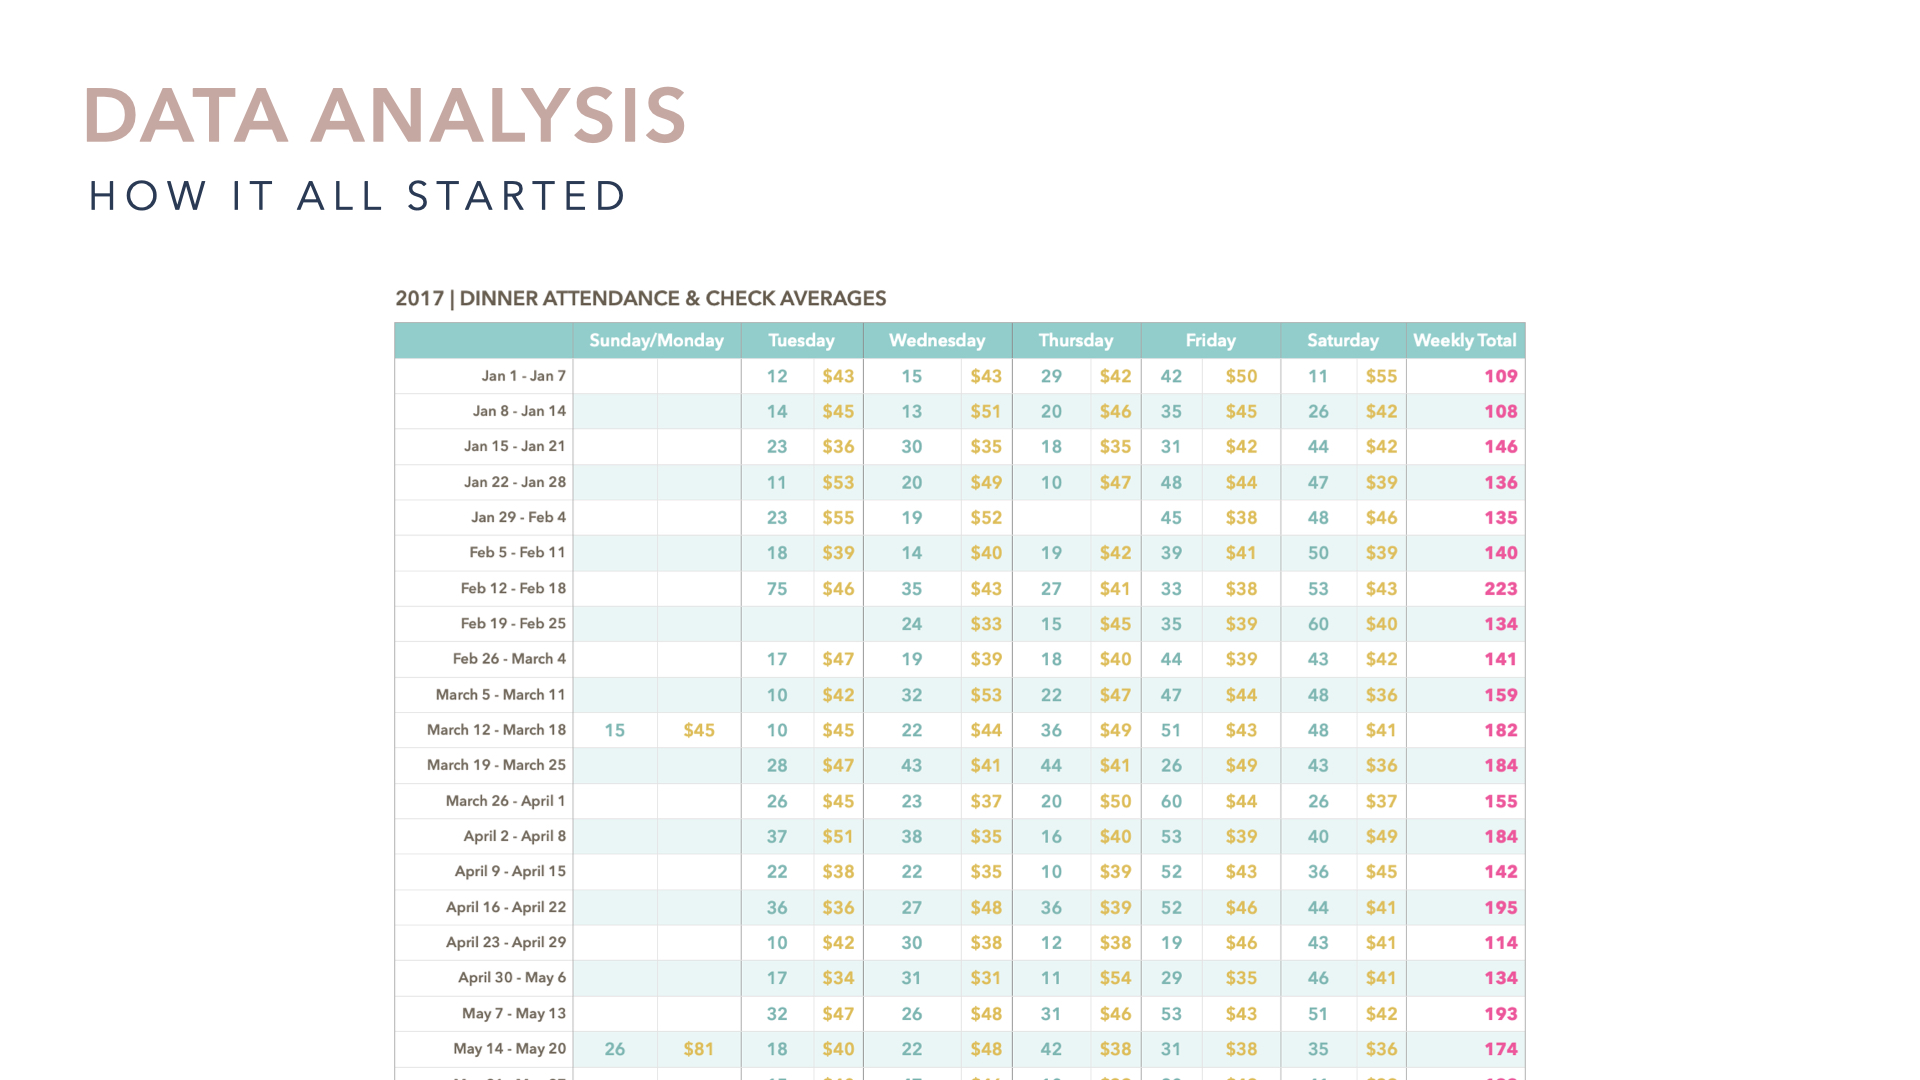 DATA ANALYSIS
HOW IT ALL STARTED
2017 | DINNER ATTENDANCE & CHECK AVERAGES
Sunday/Monday Tuesday Wednesday Thursday Friday Saturday Weekly Total
Jan 1 - Jan 7 12 $43 15 $43 29 $42 42 $50 11 $55 109
Jan 8 - Jan 14 14 $45 13 $51 20 $46 35 $45 26 $42 108
Jan 15 - Jan 21 23 $36 30 $35 18 $35 31 $42 44 $42 146
Jan 22 - Jan 28 11 $53 20 $49 10 $47 48 $44 47 $39 136
Jan 29 - Feb 4 23 $55 19 $52 45 $38 48 $46 135
Feb 5 - Feb 11 18 $39 14 $40 19 $42 39 $41 50 $39 140
Feb 12 - Feb 18 75 $46 35 $43 27 $41 33 $38 53 $43 223
Feb 19 - Feb 25 24 $33 15 $45 35 $39 60 $40 134
Feb 26 - March 4 17 $47 19 $39 18 $40 44 $39 43 $42 141
March 5 - March 11 10 $42 32 $53 22 $47 47 $44 48 $36 159
March 12 - March 18 15 $45 10 $45 22 $44 36 $49 51 $43 48 $41 182
March 19 - March 25 28 $47 43 $41 44 $41 26 $49 43 $36 184
March 26 - April 1 26 $45 23 $37 20 $50 60 $44 26 $37 155
April 2 - April 8 37 $51 38 $35 16 $40 53 $39 40 $49 184
April 9 - April 15 22 $38 22 $35 10 $39 52 $43 36 $45 142
April 16 - April 22 36 $36 27 $48 36 $39 52 $46 44 $41 195
April 23 - April 29 10 $42 30 $38 12 $38 19 $46 43 $41 114
April 30 - May 6 17 $34 31 $31 11 $54 29 $35 46 $41 134
May 7 - May 13 32 $47 26 $48 31 $46 53 $43 51 $42 193
May 14 - May 20 26 $81 18 $40 22 $48 42 $38 31 $38 35 $36 174